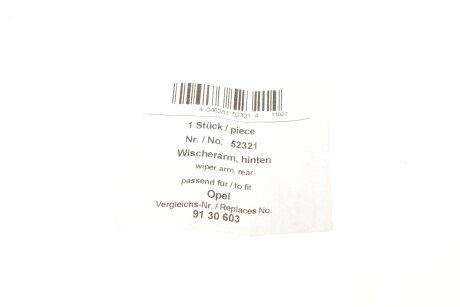 4 046283 52321 4 11027
1 Stück / piece
Nr. / No. 52321
Wischerarm, hinten
wiper arm, rear
passend für / to fit
Opel
Vergleichs-Nr. / Replaces No.
91 30 603